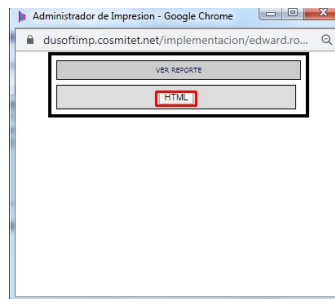 Administrador de Impresion - Google Chrome
dusoftimp.cosmitet.net/implementacion/edward.ro...
VER REPORTE
HTML